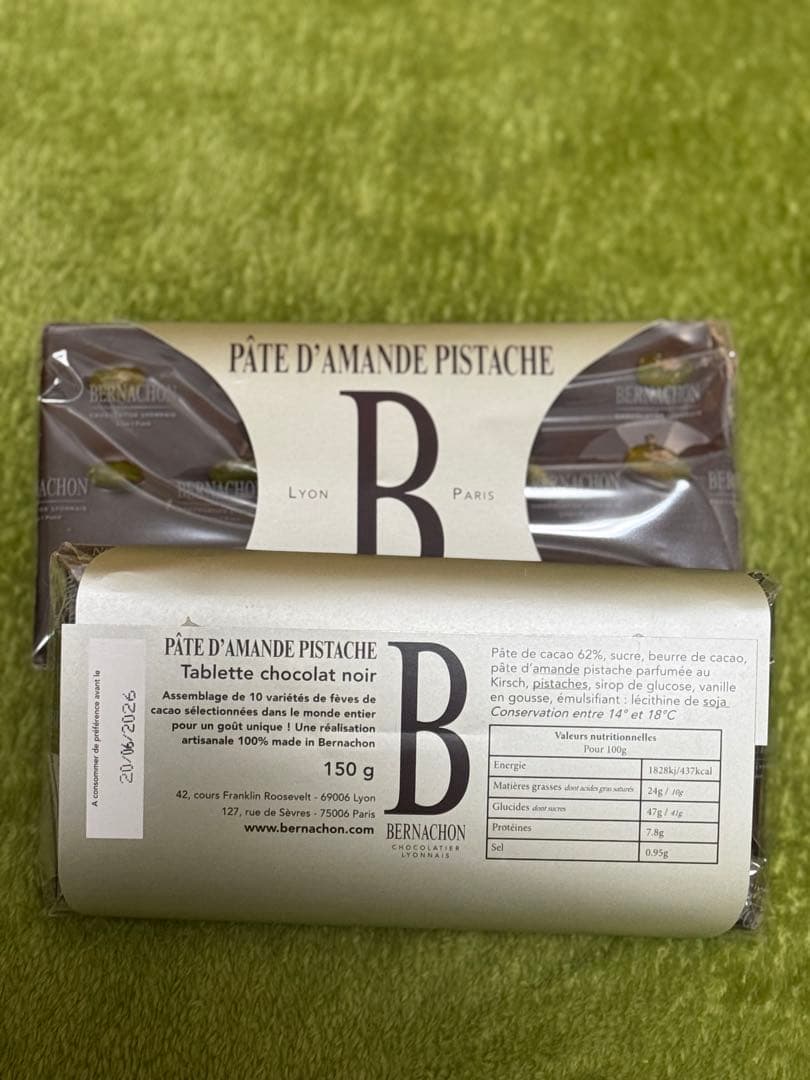 PÂTE D'AMANDE PISTACHE
BERNACHON
BERNACHON
LYON
B
PARIS
ACHON
BERNACHO
BERNACHON
BER
A consommer de préférence avant le
20/06/2026
PÂTE D'AMANDE PISTACHE
Tablette chocolat noir
Assemblage de 10 variétés de fèves de
cacao sélectionnées dans le monde entier
pour un goût unique ! Une réalisation
artisanale 100% made in Bernachon
150 g
42, cours Franklin Roosevelt - 69006 Lyon
127, rue de Sèvres - 75006 Paris
www.bernachon.com
B
BERNACHON
CHOCOLATIER
LYONNAIS
Pâte de cacao 62%, sucre, beurre de cacao,
pâte d'amande pistache parfumée au
Kirsch, pistaches, sirop de glucose, vanille
en gousse, émulsifiant : lécithine de soja
Conservation entre 14° et 18°C
Valeurs nutritionnelles
Pour 100g
Energie 1828kj/437kcal
Matières grasses dont acides gras saturés 24g / 10g
Glucides dont sucres 47g / 41g
Protéines 7.8g
Sel 0.95g